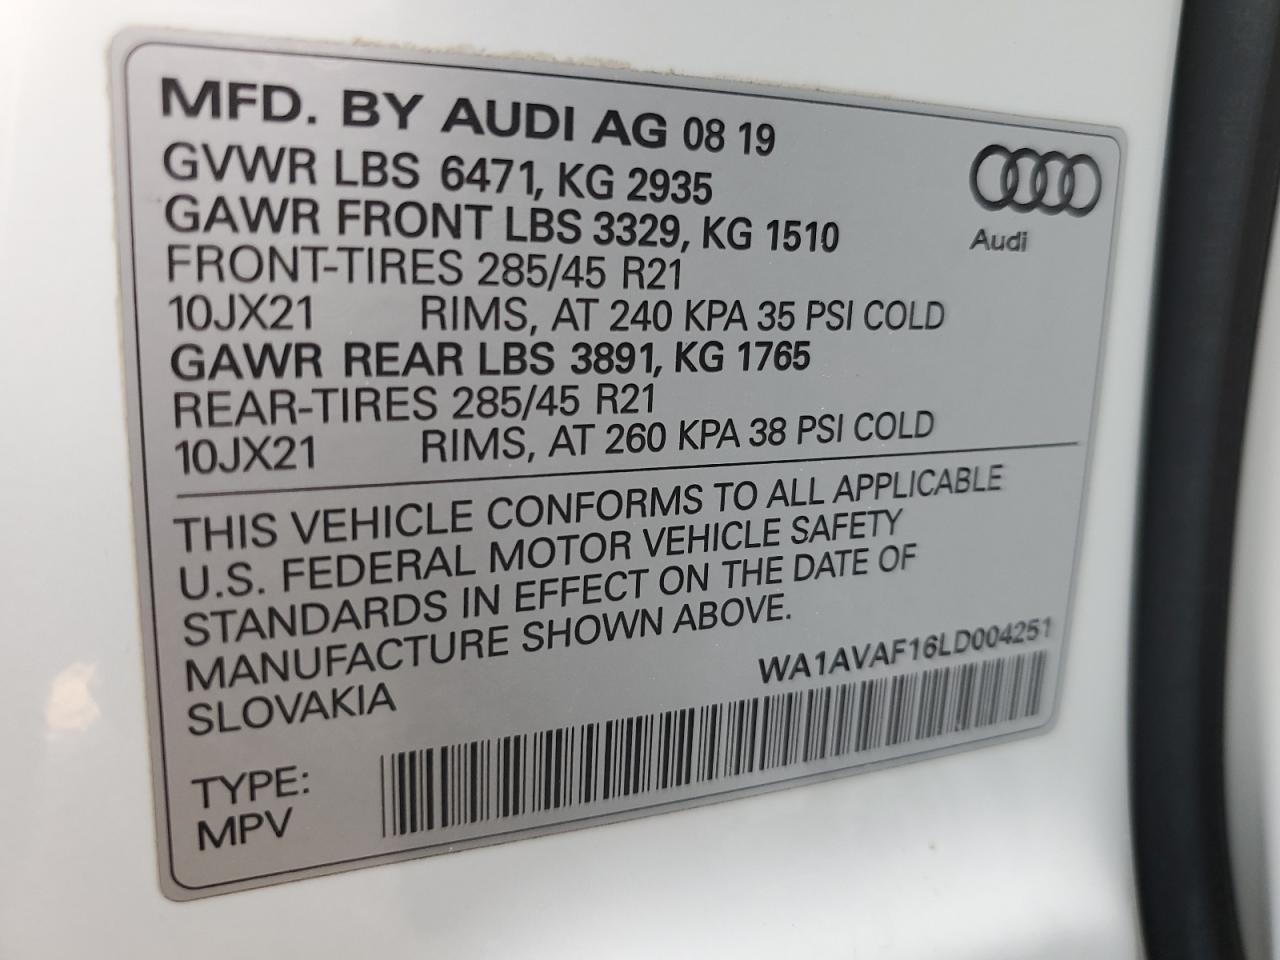 MFD. BY AUDI AG 08 19
GVWR LBS 6471, KG 2935
GAWR FRONT LBS 3329, KG 1510
FRONT-TIRES 285/45 R21
10JX21 RIMS, AT 240 KPA 35 PSI COLD
GAWR REAR LBS 3891, KG 1765
REAR-TIRES 285/45 R21
10JX21 RIMS, AT 260 KPA 38 PSI COLD
Audi
THIS VEHICLE CONFORMS TO ALL APPLICABLE
U.S. FEDERAL MOTOR VEHICLE SAFETY
STANDARDS IN EFFECT ON THE DATE OF
MANUFACTURE SHOWN ABOVE.
SLOVAKIA
WA1AVAF16LD004251
TYPE:
MPV